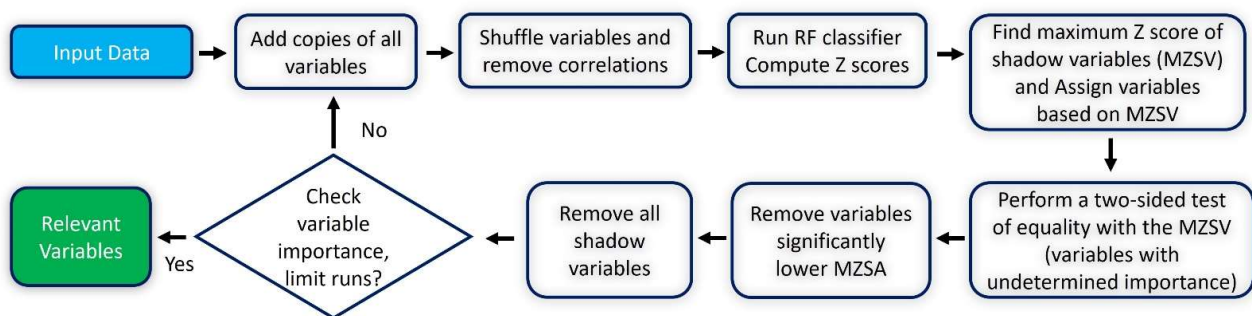 Input Data
Add copies of all
variables
Shuffle variables and
remove correlations
Run RF classifier
Compute Z scores
Find maximum Z score of
shadow variables (MZSV)
and Assign variables
based on MZSV
Perform a two-sided test
of equality with the MZSV
(variables with
undetermined importance)
Remove variables
significantly
lower MZSA
Remove all
shadow
variables
Check
variable
importance,
limit runs?
No
Yes
Relevant
Variables